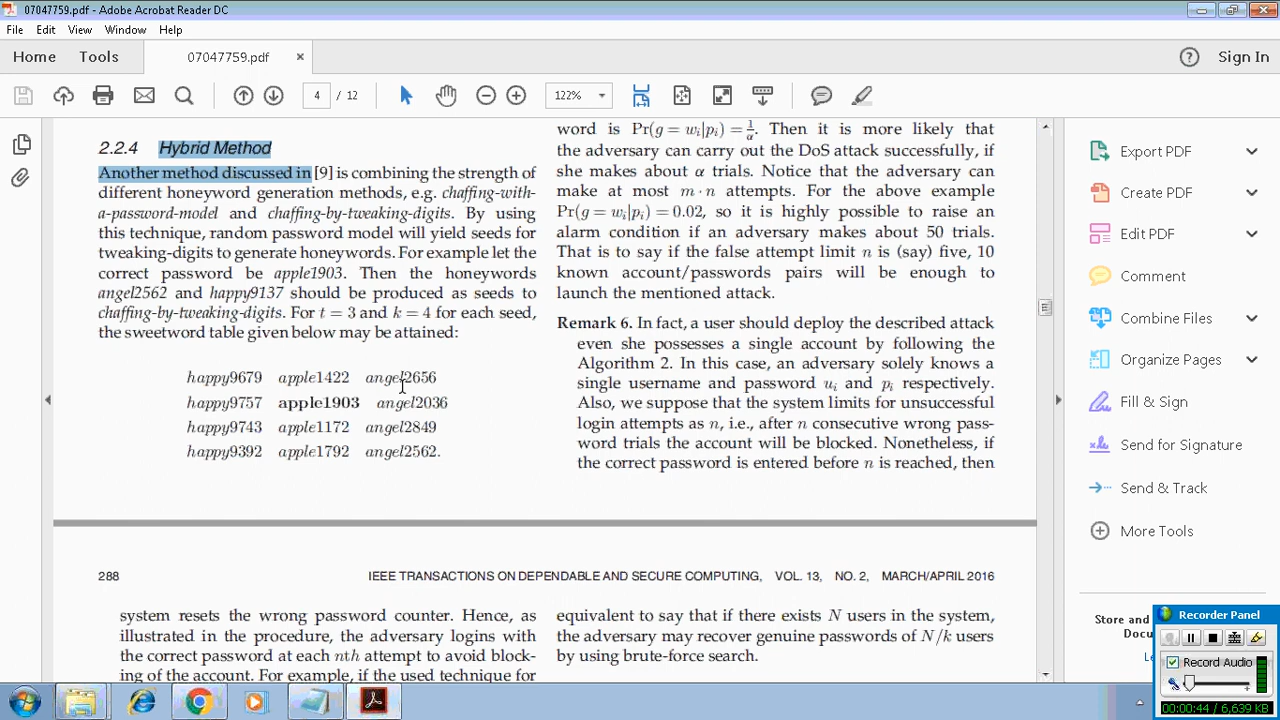 07047759.pdf - Adobe Acrobat Reader DC
File Edit View Window Help
Home Tools 07047759.pdf × Sign In
4 / 12 122%
2.2.4 Hybrid Method
Another method discussed in [9] is combining the strength of
different honeyword generation methods, e.g. chaffing-with-
a-password-model and chaffing-by-tweaking-digits. By using
this technique, random password model will yield seeds for
tweaking-digits to generate honeywords. For example let the
correct password be apple1903. Then the honeywords
angel2562 and happy9137 should be produced as seeds to
chaffing-by-tweaking-digits. For t = 3 and k = 4 for each seed,
the sweetword table given below may be attained:
happy9679 apple1422 angel2656
happy9757 apple1903 angel2036
happy9743 apple1172 angel2849
happy9392 apple1792 angel2562.
word is Pr(g = wᵢ|pᵢ) = 1/α. Then it is more likely that
the adversary can carry out the DoS attack successfully, if
she makes about α trials. Notice that the adversary can
make at most m · n attempts. For the above example
Pr(g = wᵢ|pᵢ) = 0.02, so it is highly possible to raise an
alarm condition if an adversary makes about 50 trials.
That is to say if the false attempt limit n is (say) five, 10
known account/passwords pairs will be enough to
launch the mentioned attack.
Remark 6. In fact, a user should deploy the described attack
even she possesses a single account by following the
Algorithm 2. In this case, an adversary solely knows a
single username and password uᵢ and pᵢ respectively.
Also, we suppose that the system limits for unsuccessful
login attempts as n, i.e., after n consecutive wrong pass-
word trials the account will be blocked. Nonetheless, if
the correct password is entered before n is reached, then
288 IEEE TRANSACTIONS ON DEPENDABLE AND SECURE COMPUTING, VOL. 13, NO. 2, MARCH/APRIL 2016
system resets the wrong password counter. Hence, as
illustrated in the procedure, the adversary logins with
the correct password at each nth attempt to avoid block-
ing of the account. For example, if the used technique for
equivalent to say that if there exists N users in the system,
the adversary may recover genuine passwords of N/k users
by using brute-force search.
Export PDF
Create PDF
Edit PDF
Comment
Combine Files
Organize Pages
Fill & Sign
Send for Signature
Send & Track
More Tools
Store and
Docu
Le
Recorder Panel
Record Audio
00:00:44 / 6,639 KB